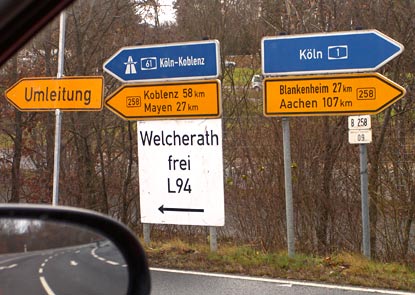 Umleitung
61 Köln-Koblenz
258 Koblenz 58 km
Mayen 27 km
Welcherath
frei
L94
Köln 1
Blankenheim 27 km
Aachen 107 km 258
B 258
09.